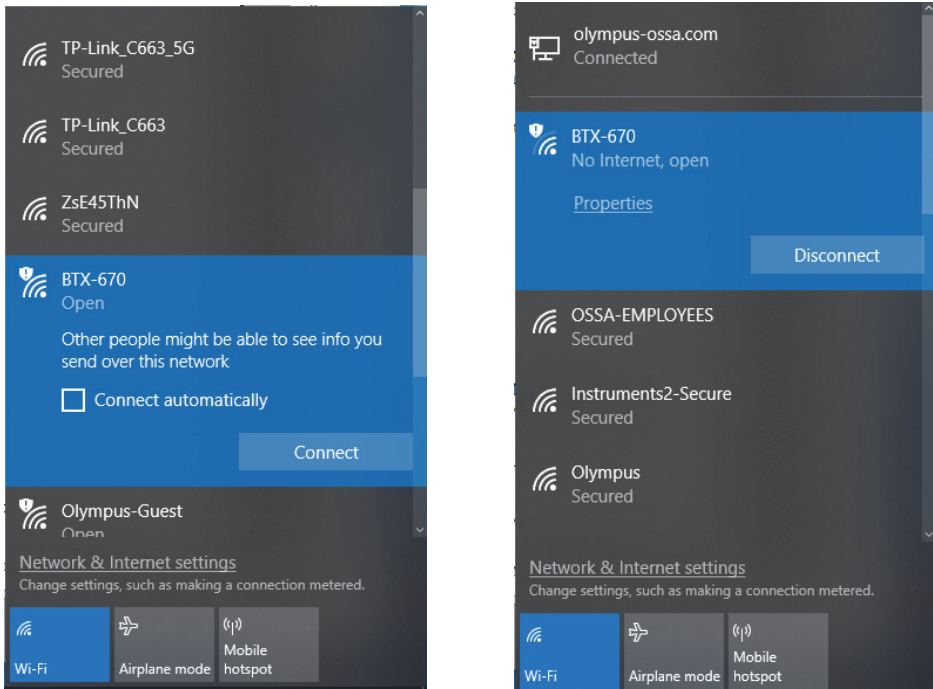 TP-Link_C663_5G
Secured
TP-Link_C663
Secured
ZsE45ThN
Secured
BTX-670
Open
Other people might be able to see info you
send over this network
Connect automatically
Connect
Olympus-Guest
Open
Network & Internet settings
Change settings, such as making a connection metered.
Wi-Fi
Airplane mode
Mobile
hotspot
olympus-ossa.com
Connected
BTX-670
No Internet, open
Properties
Disconnect
OSSA-EMPLOYEES
Secured
Instruments2-Secure
Secured
Olympus
Secured
Network & Internet settings
Change settings, such as making a connection metered.
Wi-Fi
Airplane mode
Mobile
hotspot